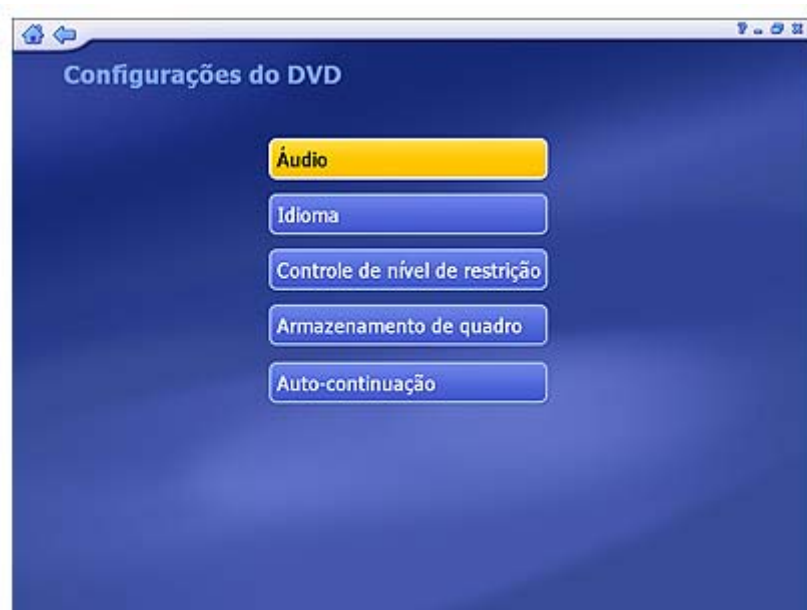 Configurações do DVD
Áudio
Idioma
Controle de nível de restrição
Armazenamento de quadro
Auto-continuação